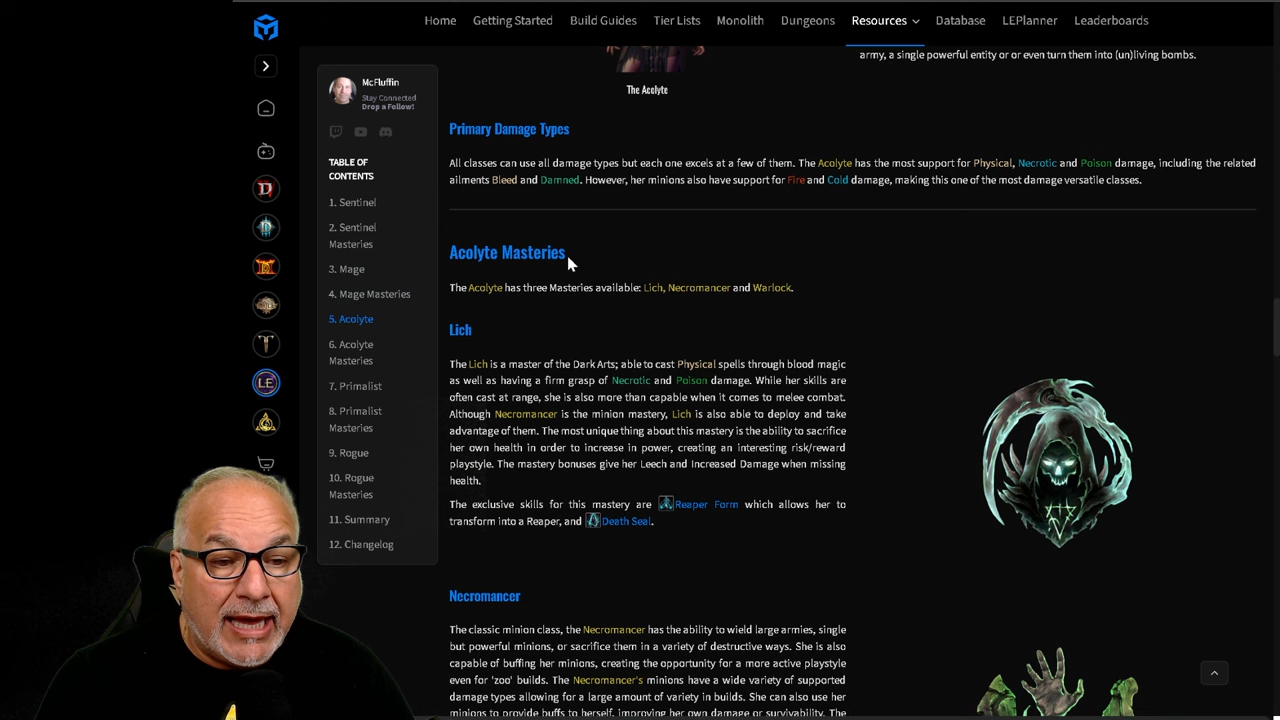 Home Getting Started Build Guides Tier Lists Monolith Dungeons Resources Database LEPlanner Leaderboards
army, a single powerful entity or or even turn them into (un)living bombs.
The Acolyte
McFluffin
Stay Connected
Drop a Follow!
TABLE OF
CONTENTS
1. Sentinel
2. Sentinel
Masteries
3. Mage
4. Mage Masteries
5. Acolyte
6. Acolyte
Masteries
7. Primalist
8. Primalist
Masteries
9. Rogue
10. Rogue
Masteries
11. Summary
12. Changelog
LE
Primary Damage Types
All classes can use all damage types but each one excels at a few of them. The Acolyte has the most support for Physical, Necrotic and Poison damage, including the related
ailments Bleed and Damned. However, her minions also have support for Fire and Cold damage, making this one of the most damage versatile classes.
Acolyte Masteries
The Acolyte has three Masteries available: Lich, Necromancer and Warlock.
Lich
The Lich is a master of the Dark Arts; able to cast Physical spells through blood magic
as well as having a firm grasp of Necrotic and Poison damage. While her skills are
often cast at range, she is also more than capable when it comes to melee combat.
Although Necromancer is the minion mastery, Lich is also able to deploy and take
advantage of them. The most unique thing about this mastery is the ability to sacrifice
her own health in order to increase in power, creating an interesting risk/reward
playstyle. The mastery bonuses give her Leech and Increased Damage when missing
health.
The exclusive skills for this mastery are Reaper Form which allows her to
transform into a Reaper, and Death Seal.
Necromancer
The classic minion class, the Necromancer has the ability to wield large armies, single
but powerful minions, or sacrifice them in a variety of destructive ways. She is also
capable of buffing her minions, creating the opportunity for a more active playstyle
even for 'zoo' builds. The Necromancer's minions have a wide variety of supported
damage types allowing for a large amount of variety in builds. She can also use her
minions to provide buffs to herself, improving her own damage or survivability. The